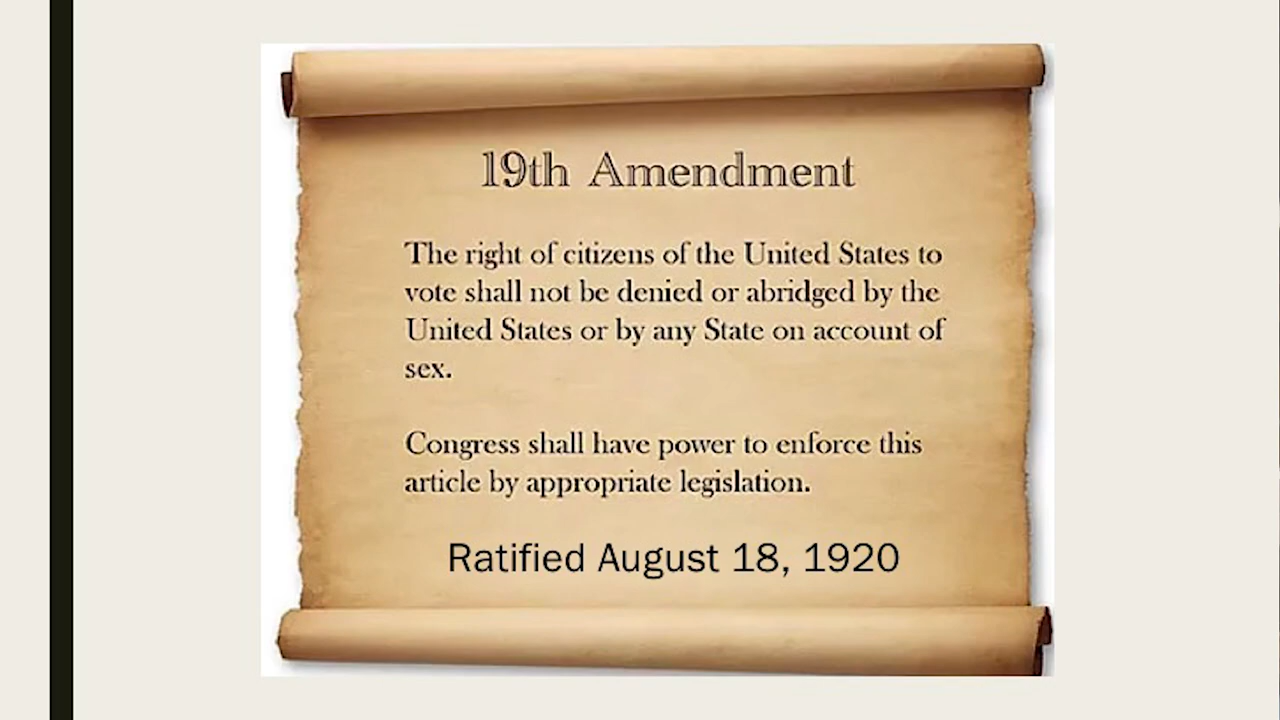 19th Amendment
The right of citizens of the United States to
vote shall not be denied or abridged by the
United States or by any State on account of
sex.
Congress shall have power to enforce this
article by appropriate legislation.
Ratified August 18, 1920